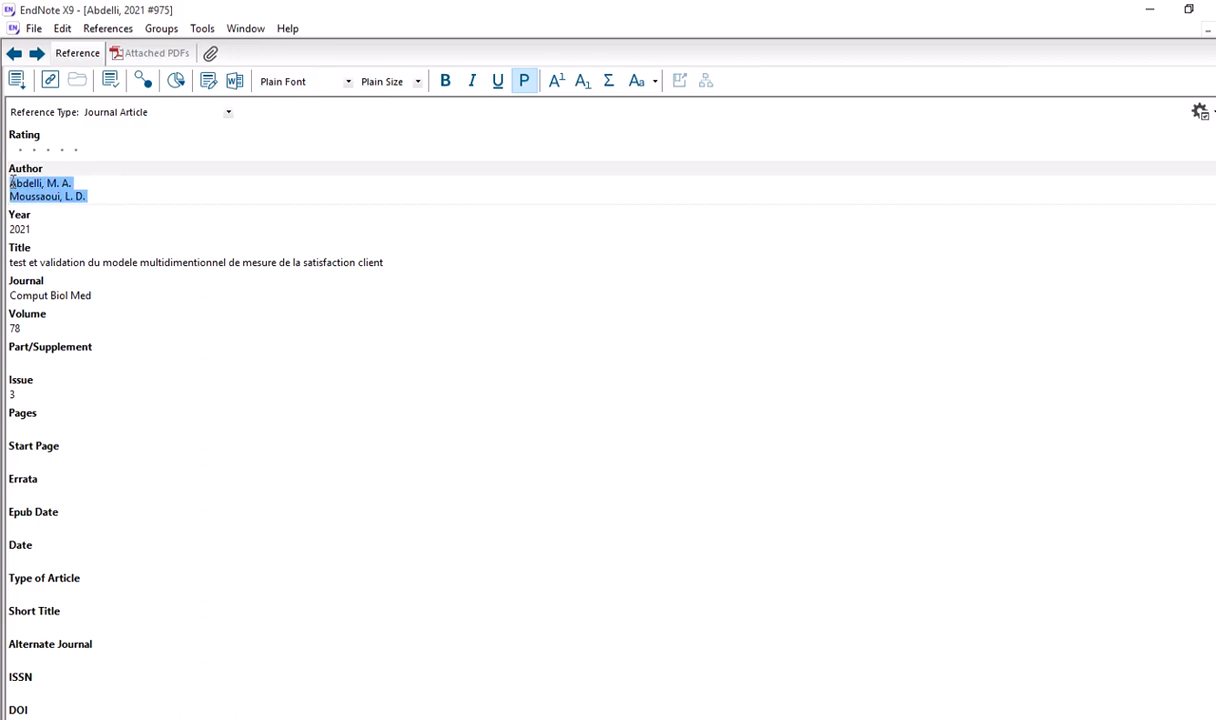 EndNote X9 - [Abdelli, 2021 #975]
File Edit References Groups Tools Window Help
Reference Attached PDFs
Plain Font Plain Size B I U P A1 A1 Σ Aa
Reference Type: Journal Article
Rating
Author
Abdelli, M. A.
Moussaoui, L. D.
Year
2021
Title
test et validation du modele multidimentionnel de mesure de la satisfaction client
Journal
Comput Biol Med
Volume
78
Part/Supplement
Issue
3
Pages
Start Page
Errata
Epub Date
Date
Type of Article
Short Title
Alternate Journal
ISSN
DOI